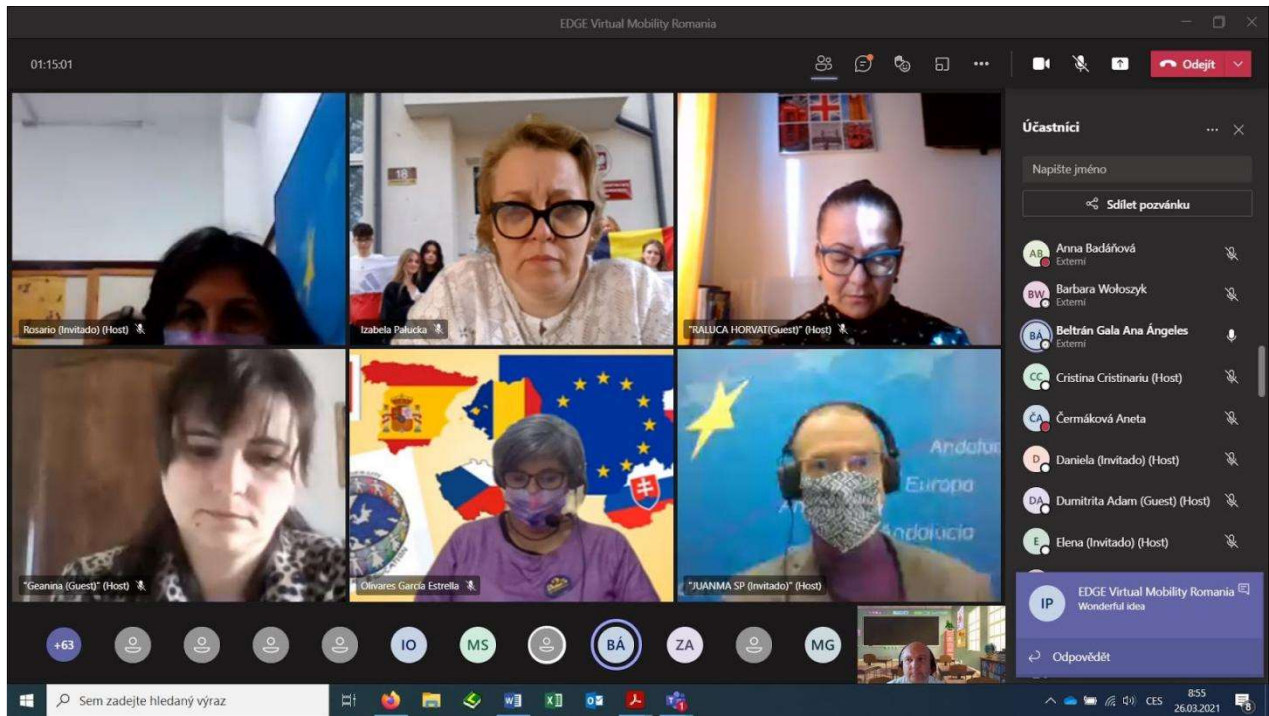 EDGE Virtual Mobility Romania
01:15:01
Odejít
Účastníci
Napište jméno
Sdílet pozvánku
AB
Anna Badáňová
Externí
BW
Barbara Wołoszyk
Externí
BÁ
Beltrán Gala Ana Ángeles
Externí
CC
Cristina Cristinariu (Host)
ČA
Čermáková Aneta
D
Daniela (Invitado) (Host)
DA
Dumitrita Adam (Guest) (Host)
E
Elena (Invitado) (Host)
18
Rosario (Invitado) (Host)
Izabela Pałucka
"RALUCA HORVAT(Guest)" (Host)
Europa
Andalucía
"Geanina (Guest)" (Host)
Olivares García Estrella
"JUANMA SP (Invitado)" (Host)
IP
EDGE Virtual Mobility Romania
Wonderful idea
Odpovědět
+63
IO
MS
BÁ
ZA
MG
Sem zadejte hledaný výraz
CES
8:55
26.03.2021
8